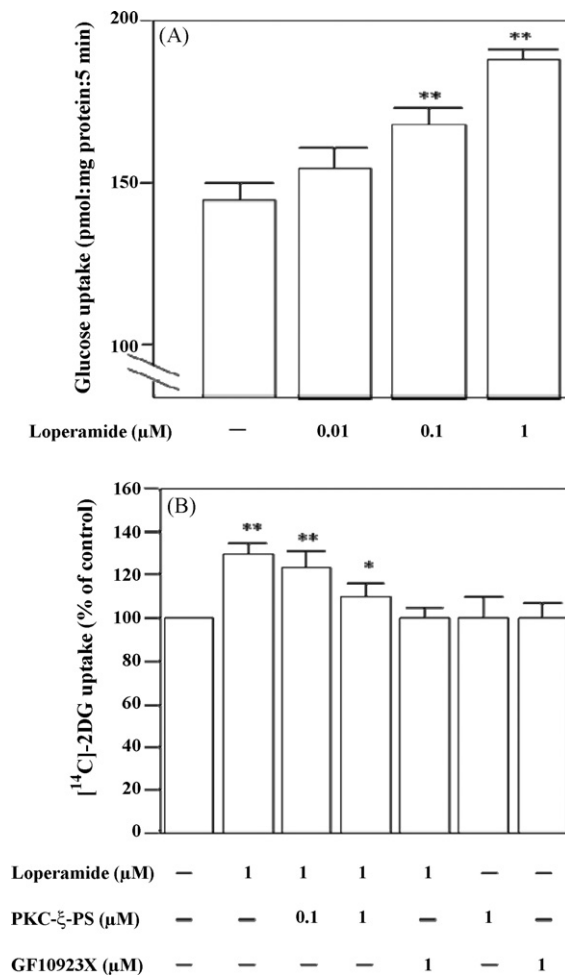 (A)
200
150
100
Glucose uptake (pmol:mg protein:5 min)
** **
Loperamide (µM) – 0.01 0.1 1
(B)
160
140
120
100
80
60
40
20
0
[¹⁴C]-2DG uptake (% of control)
** ** *
Loperamide (µM) – 1 1 1 1 – –
PKC-ξ-PS (µM) – – 0.1 1 – 1 –
GF10923X (µM) – – – – 1 – 1